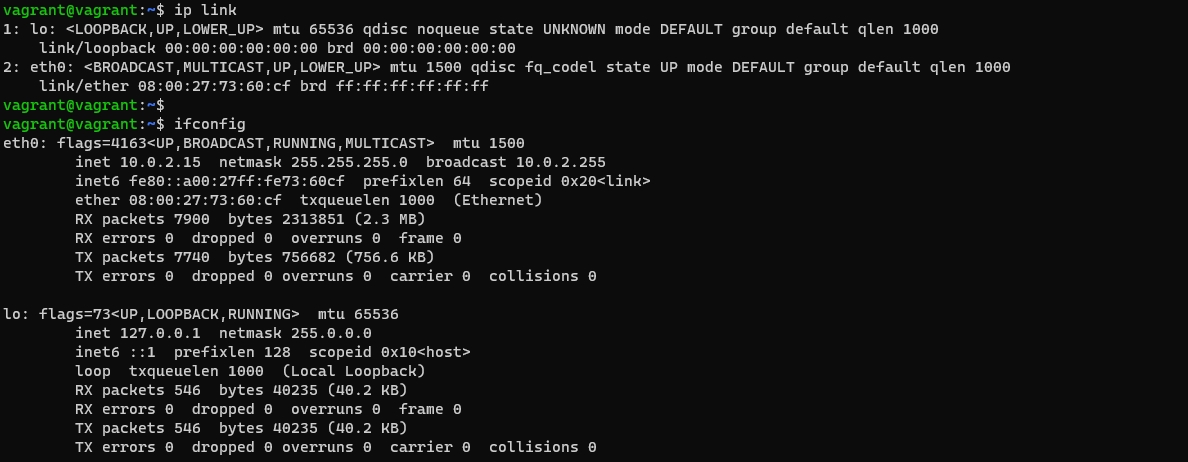 vagrant@vagrant:~$ ip link
1: lo: <LOOPBACK,UP,LOWER_UP> mtu 65536 qdisc noqueue state UNKNOWN mode DEFAULT group default qlen 1000
    link/loopback 00:00:00:00:00:00 brd 00:00:00:00:00:00
2: eth0: <BROADCAST,MULTICAST,UP,LOWER_UP> mtu 1500 qdisc fq_codel state UP mode DEFAULT group default qlen 1000
    link/ether 08:00:27:73:60:cf brd ff:ff:ff:ff:ff:ff
vagrant@vagrant:~$
vagrant@vagrant:~$ ifconfig
eth0: flags=4163<UP,BROADCAST,RUNNING,MULTICAST>  mtu 1500
        inet 10.0.2.15  netmask 255.255.255.0  broadcast 10.0.2.255
        inet6 fe80::a00:27ff:fe73:60cf  prefixlen 64  scopeid 0x20<link>
        ether 08:00:27:73:60:cf  txqueuelen 1000  (Ethernet)
        RX packets 7900  bytes 2313851 (2.3 MB)
        RX errors 0  dropped 0  overruns 0  frame 0
        TX packets 7740  bytes 756682 (756.6 KB)
        TX errors 0  dropped 0 overruns 0  carrier 0  collisions 0

lo: flags=73<UP,LOOPBACK,RUNNING>  mtu 65536
        inet 127.0.0.1  netmask 255.0.0.0
        inet6 ::1  prefixlen 128  scopeid 0x10<host>
        loop  txqueuelen 1000  (Local Loopback)
        RX packets 546  bytes 40235 (40.2 KB)
        RX errors 0  dropped 0  overruns 0  frame 0
        TX packets 546  bytes 40235 (40.2 KB)
        TX errors 0  dropped 0 overruns 0  carrier 0  collisions 0